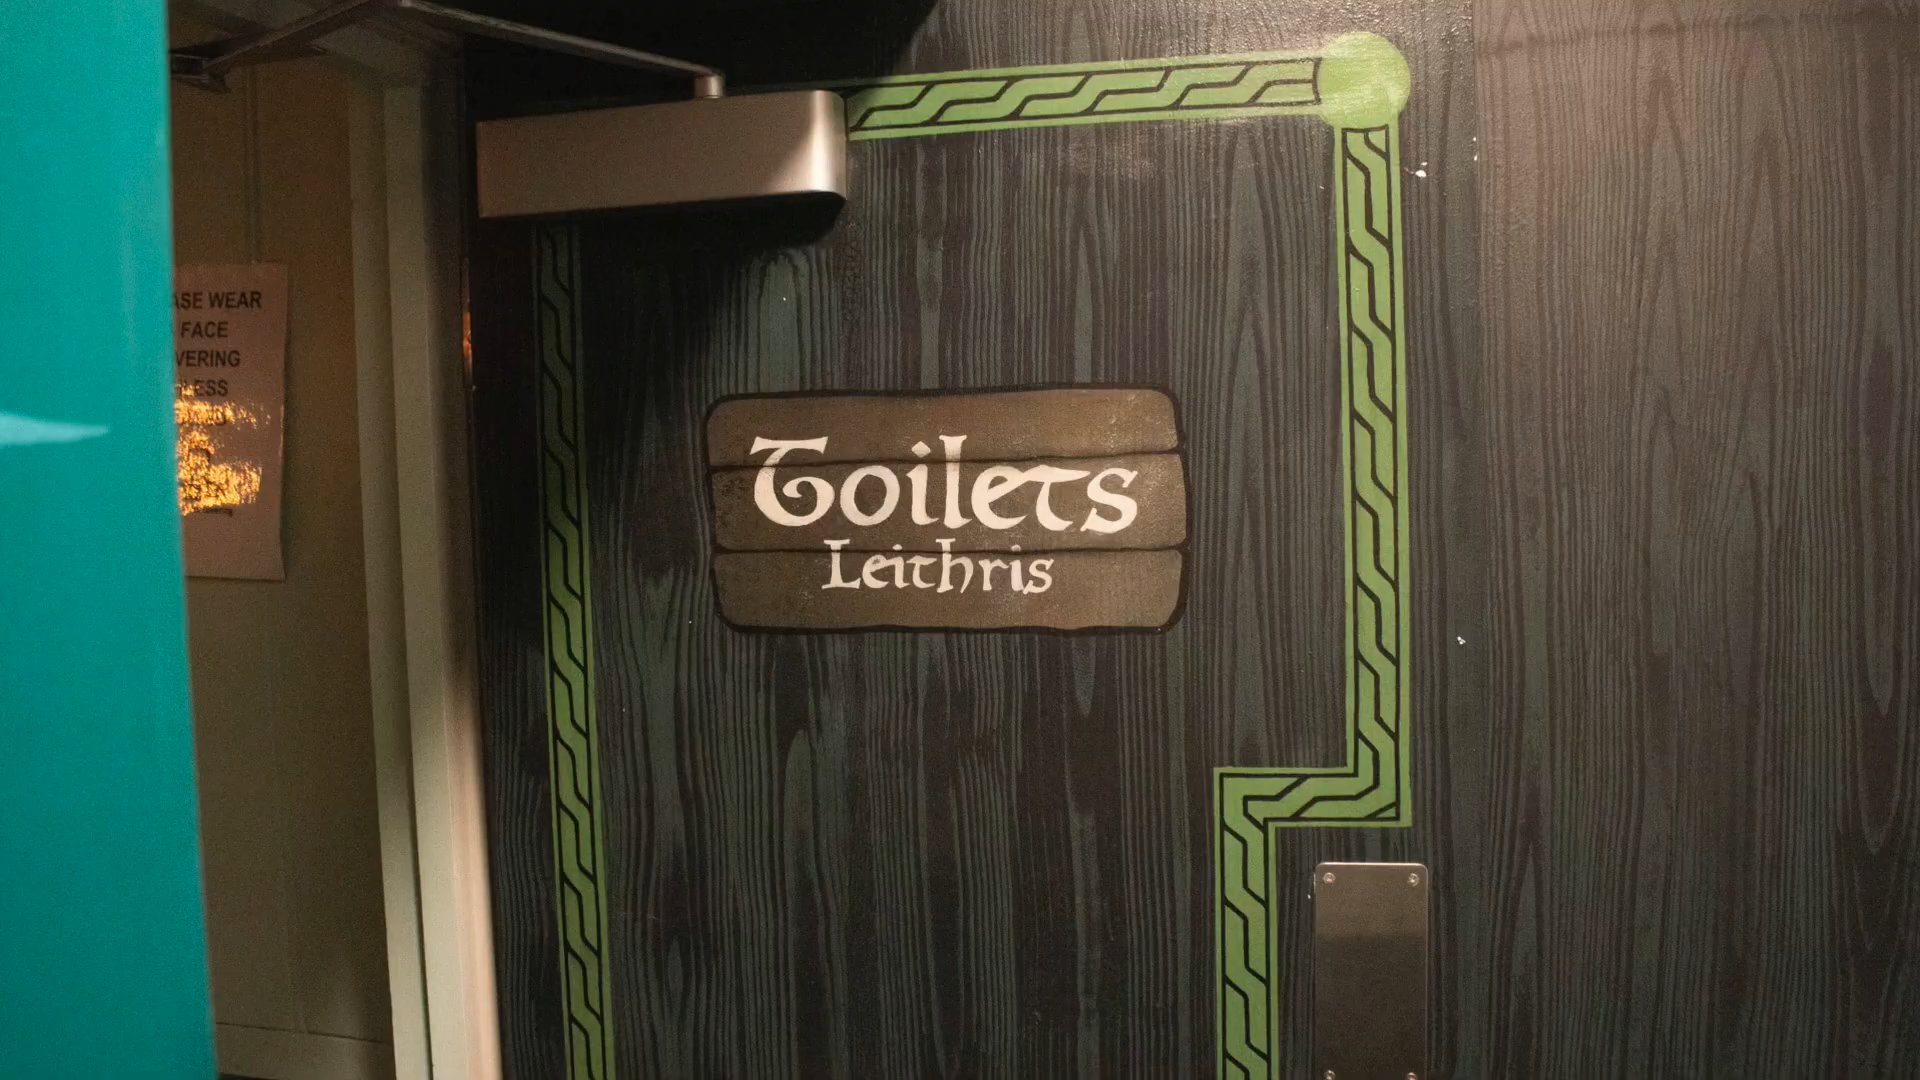 ASE WEAR
FACE
VERING
LESS
Toilets
Leithris